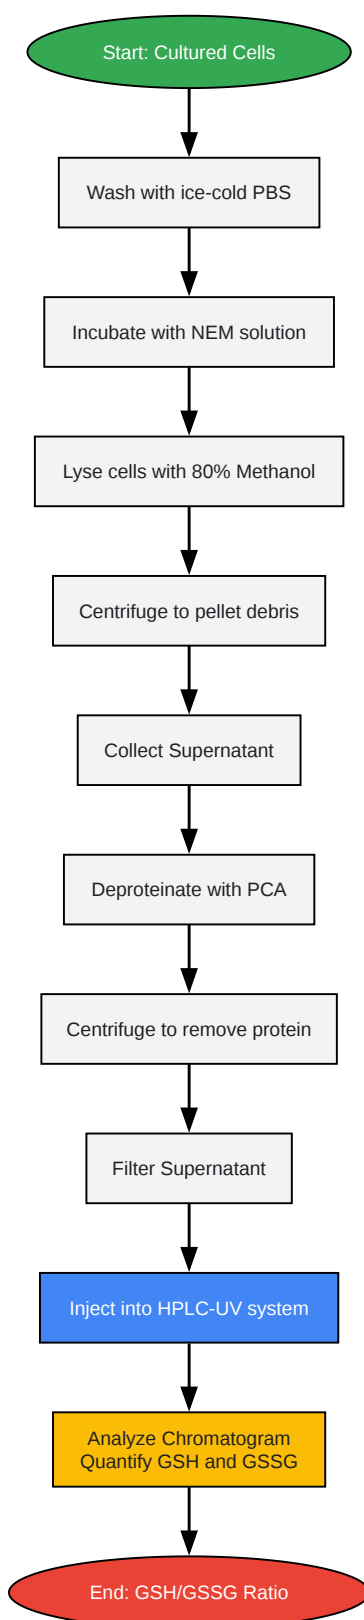 Start: Cultured Cells
Wash with ice-cold PBS
Incubate with NEM solution
Lyse cells with 80% Methanol
Centrifuge to pellet debris
Collect Supernatant
Deproteinate with PCA
Centrifuge to remove protein
Filter Supernatant
Inject into HPLC-UV system
Analyze Chromatogram
Quantify GSH and GSSG
End: GSH/GSSG Ratio